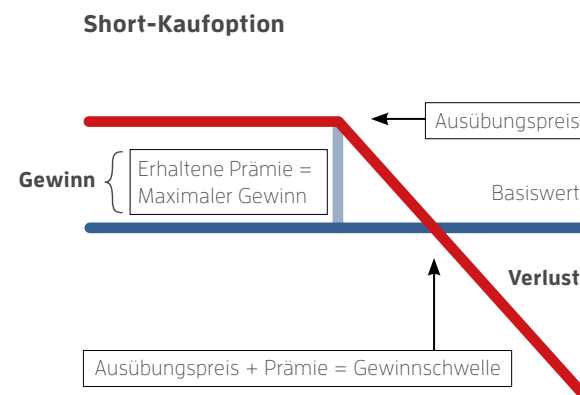 Short-Kaufoption
Ausübungspreis
Gewinn
Erhaltene Prämie =
Maximaler Gewinn
Basiswert
Verlust
Ausübungspreis + Prämie = Gewinnschwelle